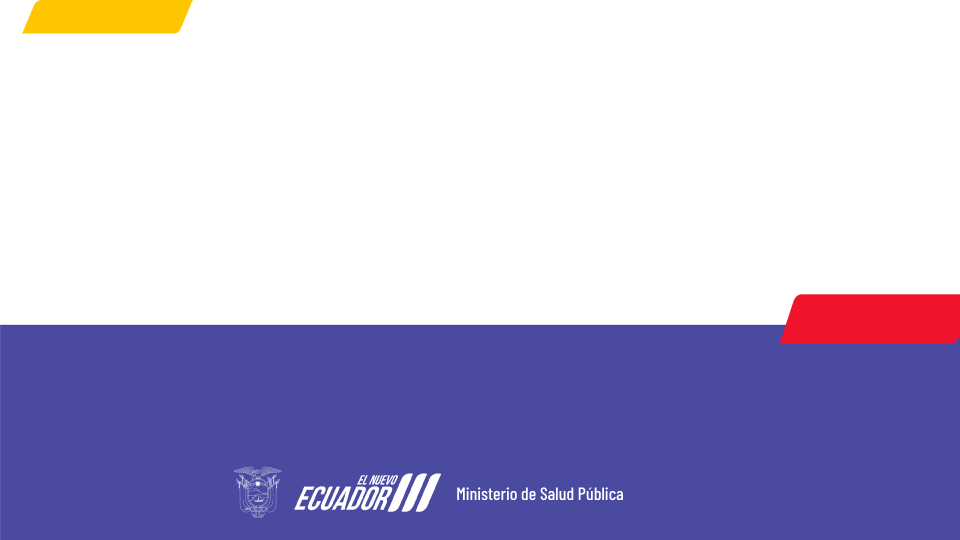 EL NUEVO
ECUADOR
Ministerio de Salud Pública